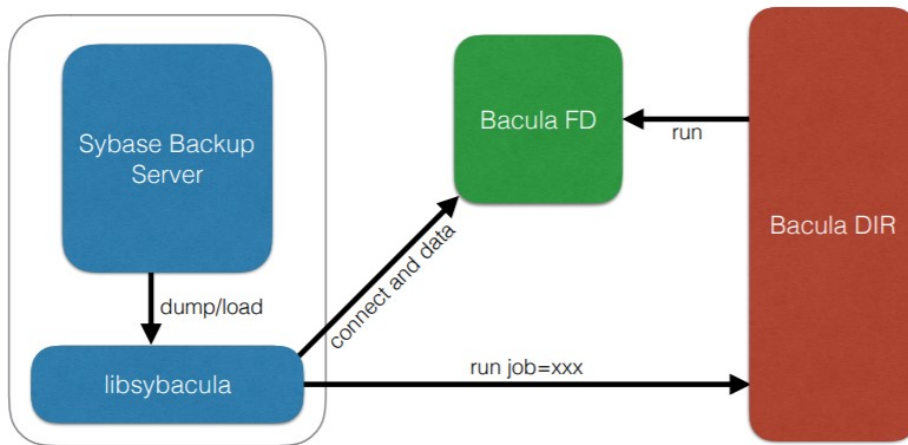 Sybase Backup
Server
Bacula FD
run
Bacula DIR
dump/load
connect and data
libsybacula
run job=xxx